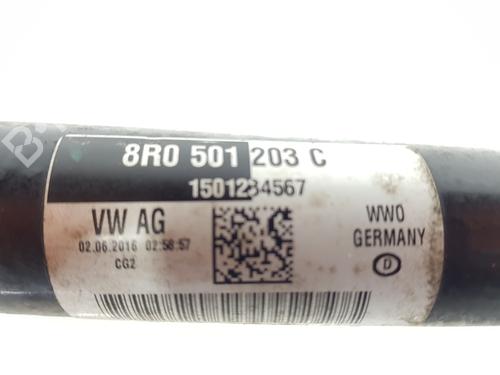 8R0 501 203 C
1501234567
VW AG
02.06.2016 02:58:57
CG2
WWO
GERMANY
D